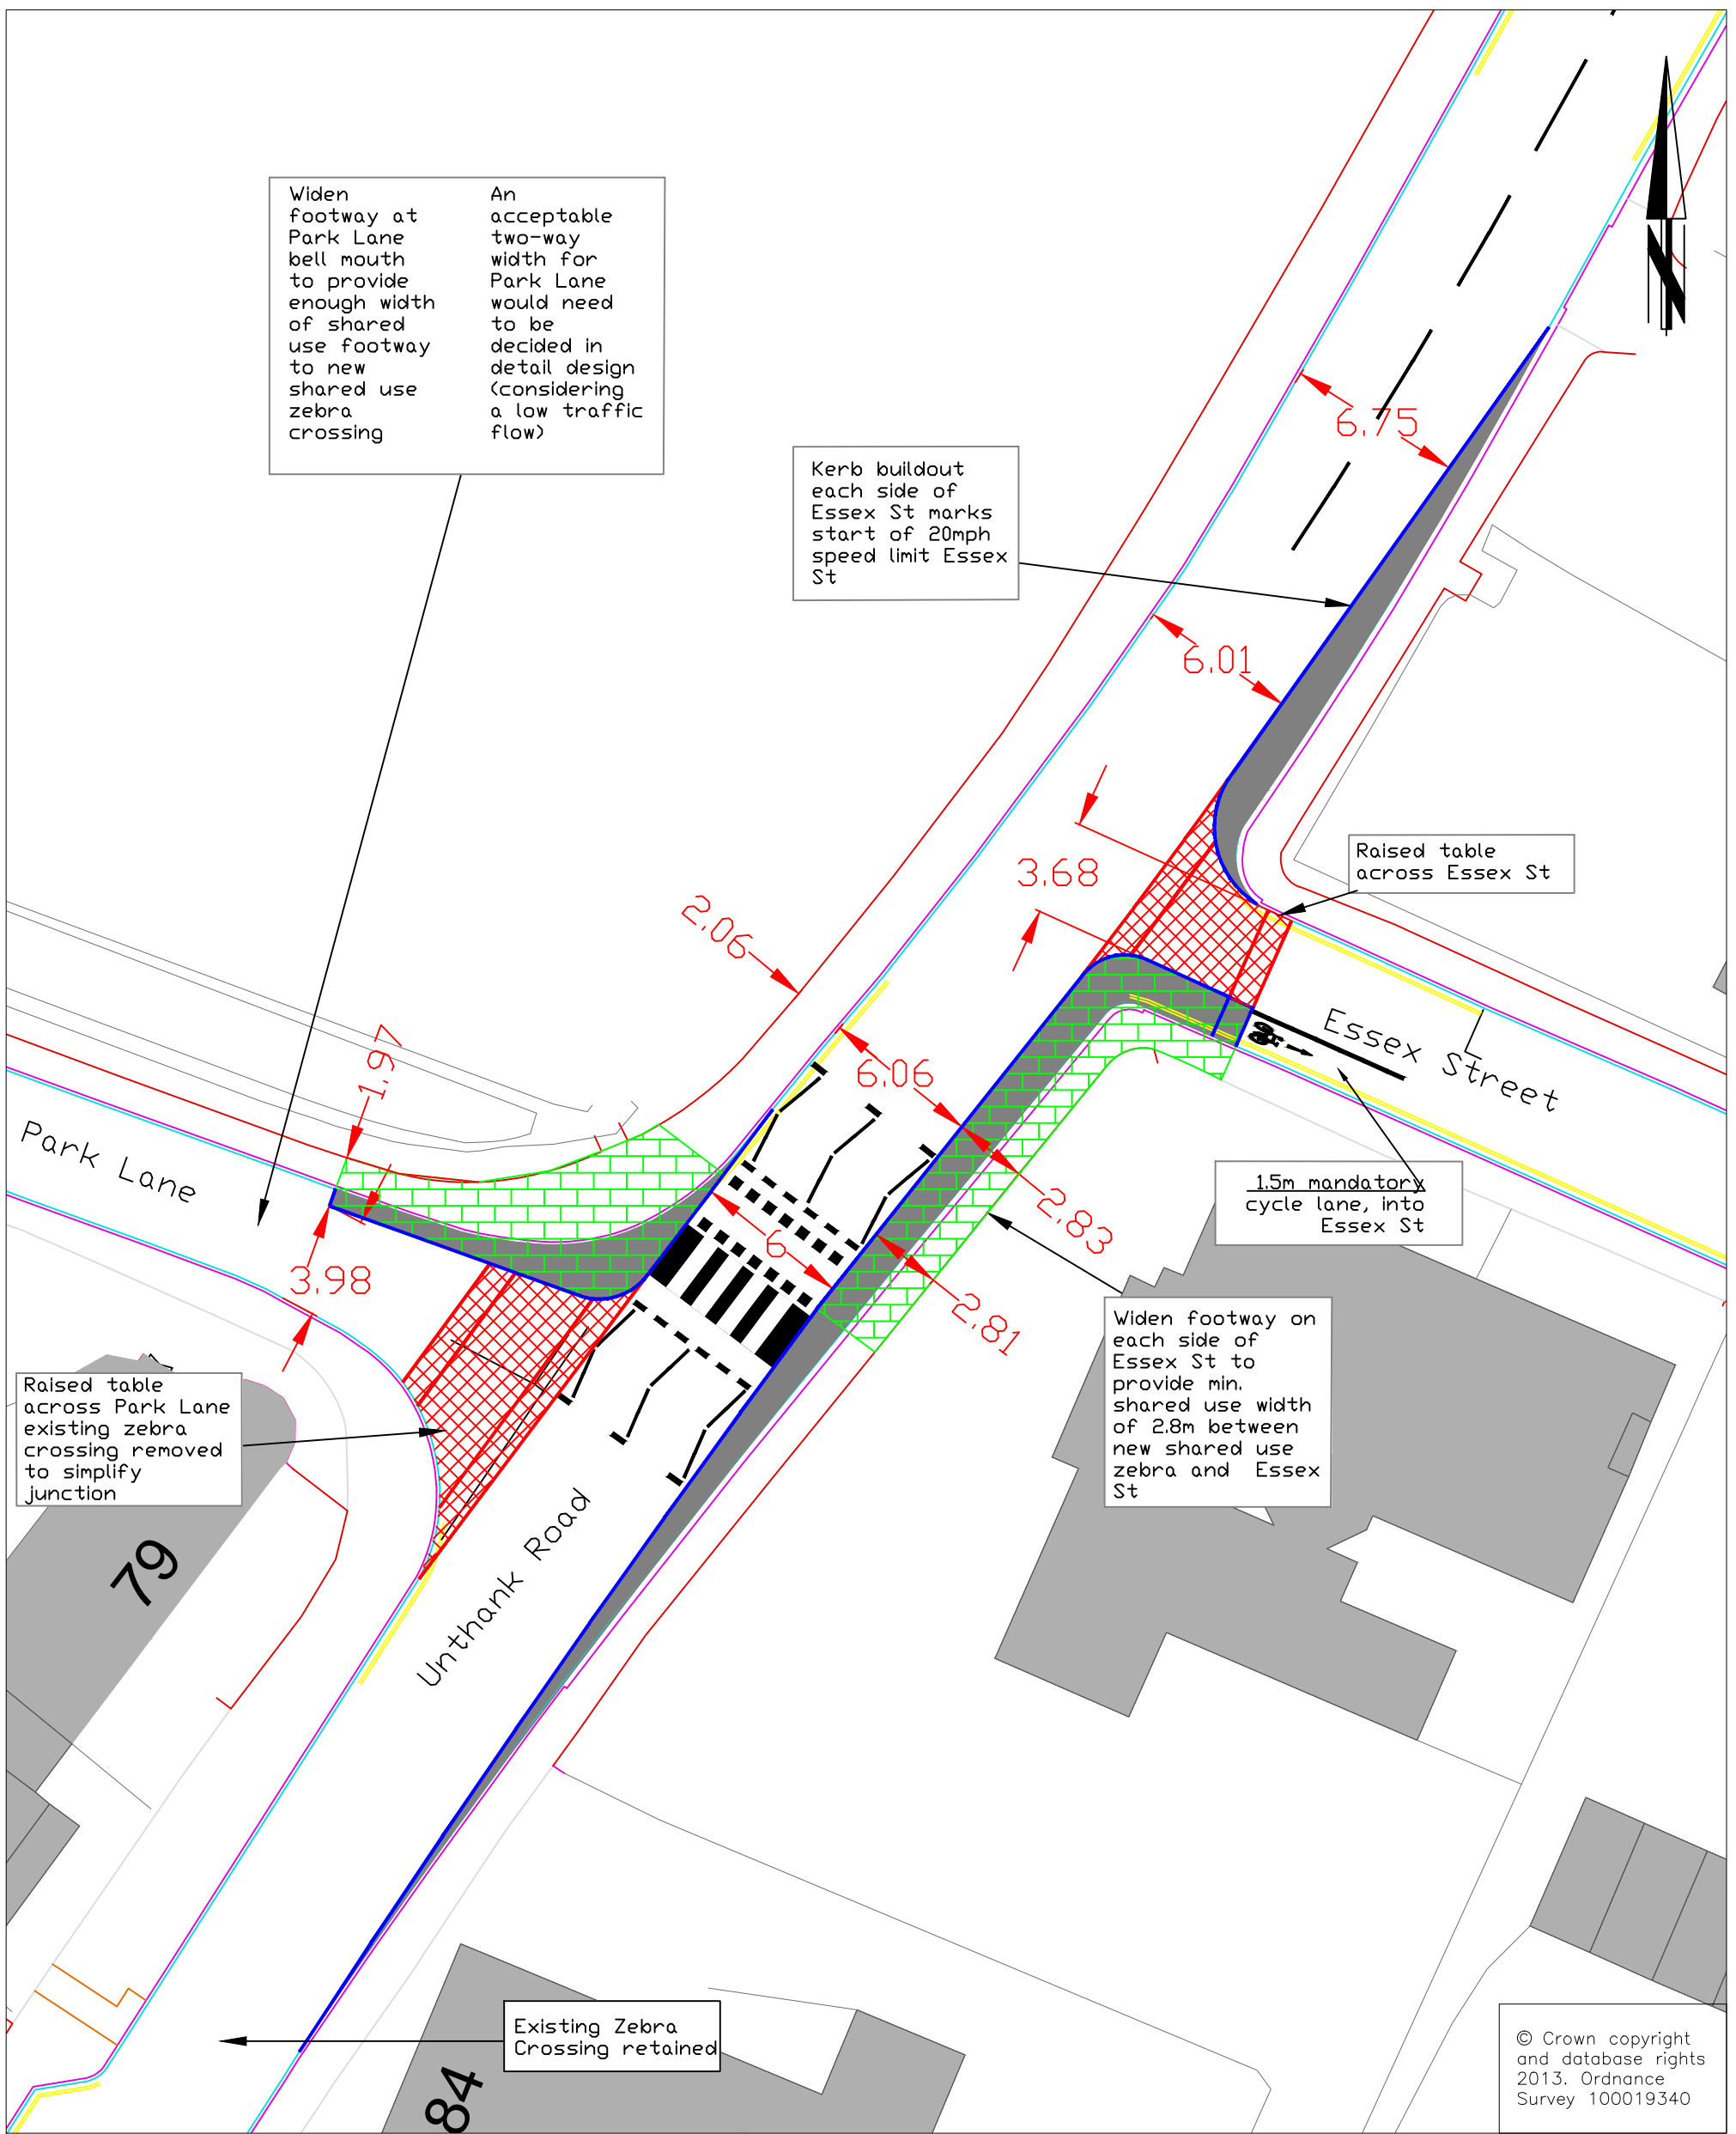 Widen
footway at
Park Lane
bell mouth
to provide
enough width
of shared
use footway
to new
shared use
zebra
crossing
An
acceptable
two-way
width for
Park Lane
would need
to be
decided in
detail design
(considering
a low traffic
flow)
N
6.75
Kerb buildout
each side of
Essex St marks
start of 20mph
speed limit Essex
St
6.01
3.68
Raised table
across Essex St
2.06
1.97
6.06
Essex Street
Park Lane
1.5m mandatory
cycle lane, into
Essex St
2.83
6
3.98
2.81
Widen footway on
each side of
Essex St to
provide min.
shared use width
of 2.8m between
new shared use
zebra and Essex
St
Raised table
across Park Lane
existing zebra
crossing removed
to simplify
junction
79
Unthank Road
Existing Zebra
Crossing retained
84
© Crown copyright
and database rights
2013. Ordnance
Survey 100019340